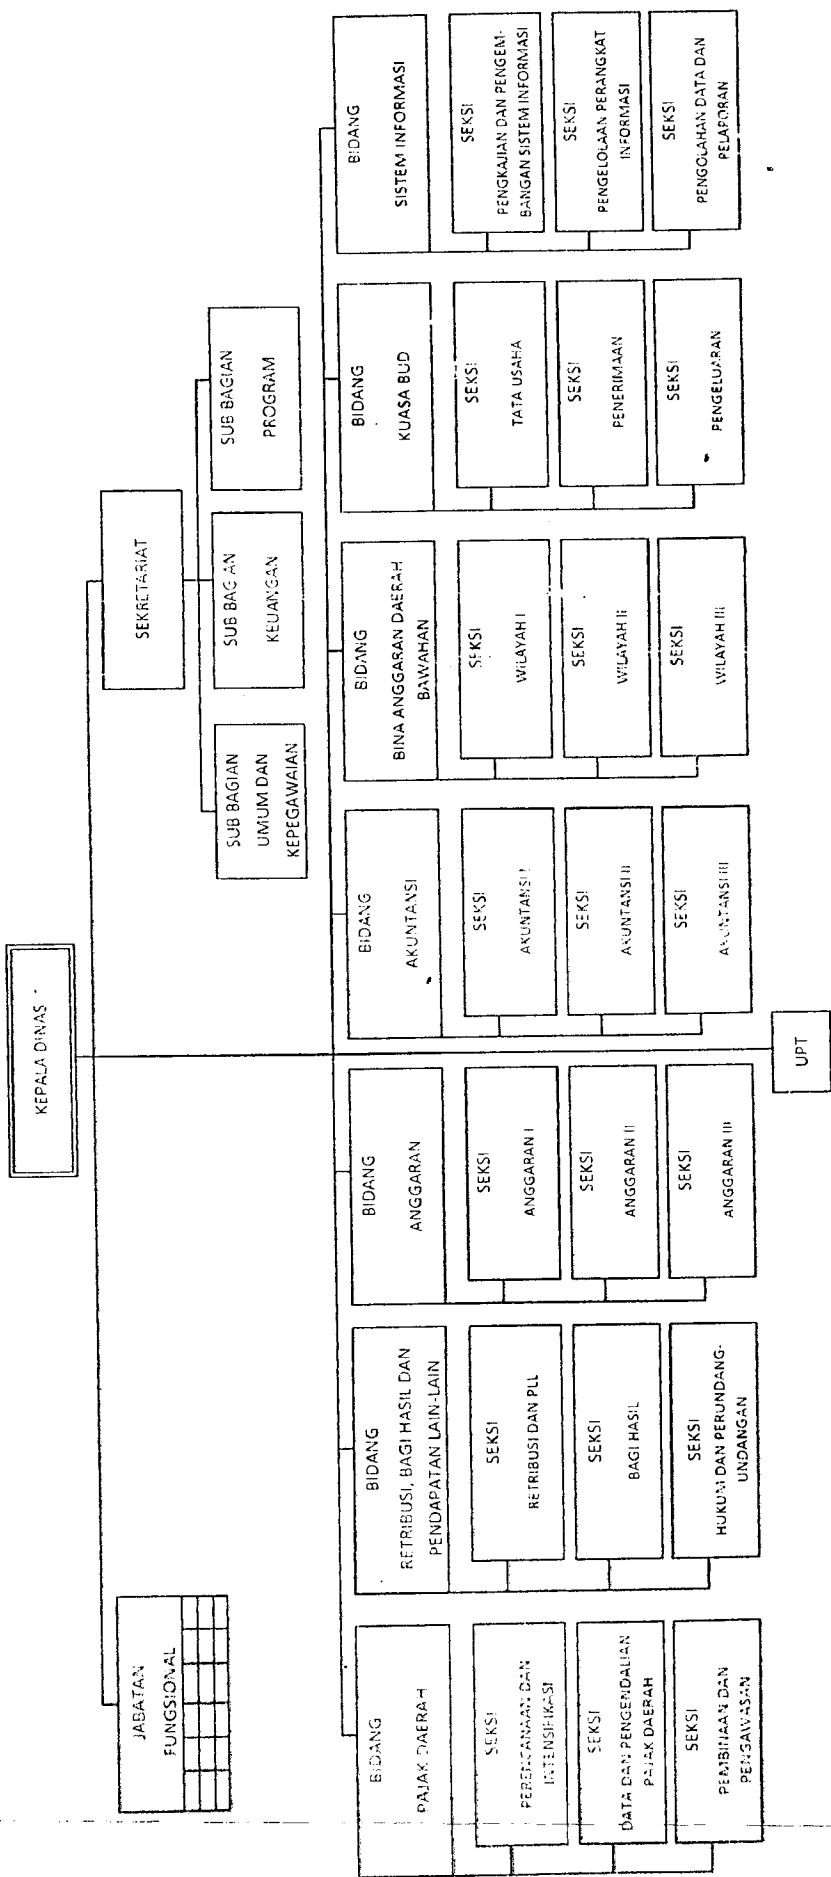 KEPALA DINAS
JABATAN
FUNGSIONAL
SEKRETARIAT
SUB BAGIAN
UMUM DAN
KEPEGAWAIAN
SUB BAGIAN
KEUANGAN
SUB BAGIAN
PROGRAM
BIDANG
PAJAK DAERAH
SEKSI
PERENCANAAN DAN
INTENSIFIKASI
SEKSI
DATA DAN PENGENDALIAN
PAJAK DAERAH
SEKSI
PEMBINAAN DAN
PENGAWASAN
BIDANG
RETRIBUSI, BAGI HASIL DAN
PENDAPATAN LAIN-LAIN
SEKSI
RETRIBUSI DAN PLL
SEKSI
BAGI HASIL
SEKSI
HUKUM DAN PERUNDANG-
UNDANGAN
BIDANG
ANGGARAN
SEKSI
ANGGARAN I
SEKSI
ANGGARAN II
SEKSI
ANGGARAN III
BIDANG
AKUNTANSI
SEKSI
AKUNTANSI I
SEKSI
AKUNTANSI II
SEKSI
AKUNTANSI III
BIDANG
BINA ANGGARAN DAERAH
BAWAHAN
SEKSI
WILAYAH I
SEKSI
WILAYAH II
SEKSI
WILAYAH III
BIDANG
KUASA BUD
SEKSI
TATA USAHA
SEKSI
PENERIMAAN
SEKSI
PENGELUARAN
BIDANG
SISTEM INFORMASI
SEKSI
PENGKAJIAN DAN PENGEM-
BANGAN SISTEM INFORMASI
SEKSI
PENGELOLAAN PERANGKAT
INFORMASI
SEKSI
PENGOLAHAN DATA DAN
PELAPORAN
UPT